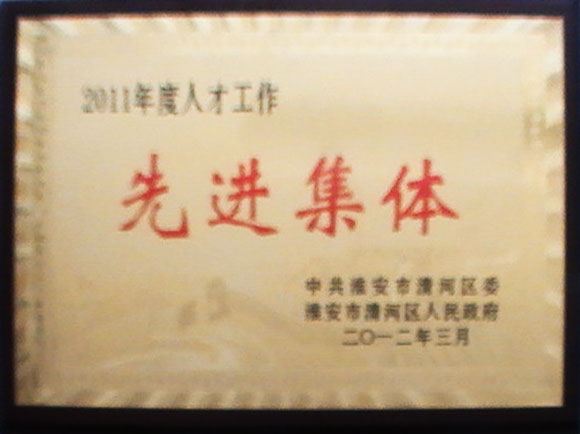 2011年度人才工作
先进集体
中共淮安市清河区委
淮安市清河区人民政府
二〇一二年三月